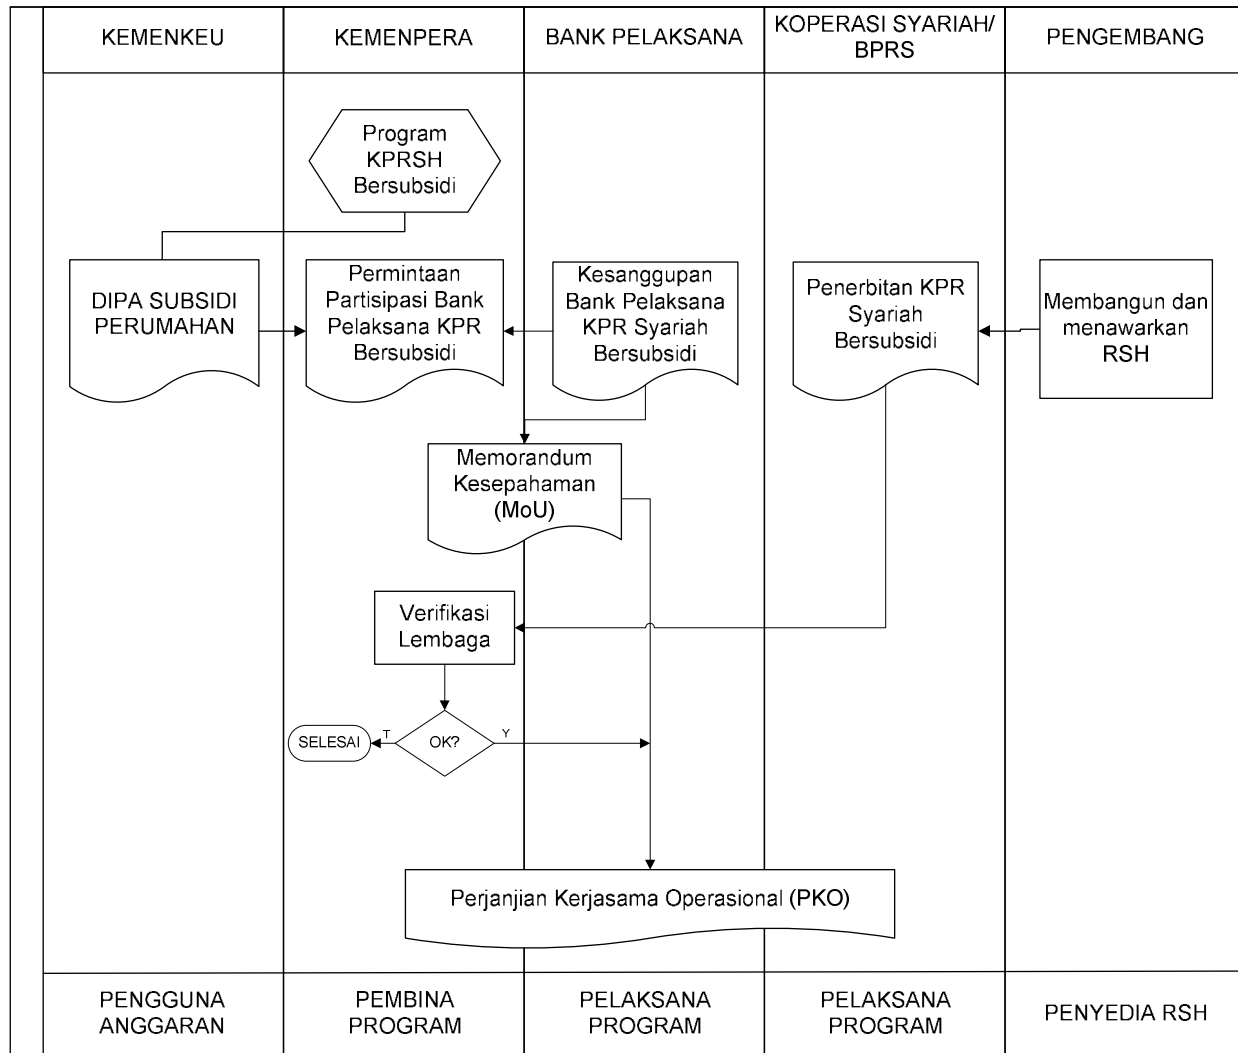 KEMENKEU
KEMENPERA
BANK PELAKSANA
KOPERASI SYARIAH/
BPRS
PENGEMBANG
Program
KPRSH
Bersubsidi
DIPA SUBSIDI
PERUMAHAN
Permintaan
Partisipasi Bank
Pelaksana KPR
Bersubsidi
Kesanggupan
Bank Pelaksana
KPR Syariah
Bersubsidi
Penerbitan KPR
Syariah
Bersubsidi
Membangun dan
menawarkan
RSH
Memorandum
Kesepahaman
(MoU)
Verifikasi
Lembaga
SELESAI
T
OK?
Y
Perjanjian Kerjasama Operasional (PKO)
PENGGUNA
ANGGARAN
PEMBINA
PROGRAM
PELAKSANA
PROGRAM
PELAKSANA
PROGRAM
PENYEDIA RSH